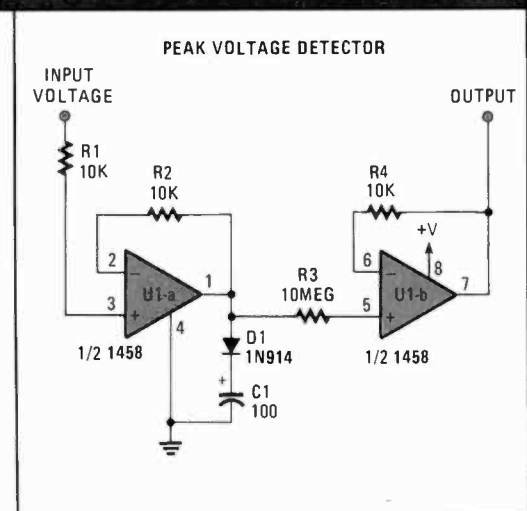 PEAK VOLTAGE DETECTOR
INPUT
VOLTAGE
OUTPUT
R1
10K
R2
10K
R4
10K
+V
2
6
8
1
R3
10MEG
7
U1-a
U1-b
3
5
4
1/2 1458
D1
1N914
1/2 1458
+
C1
100